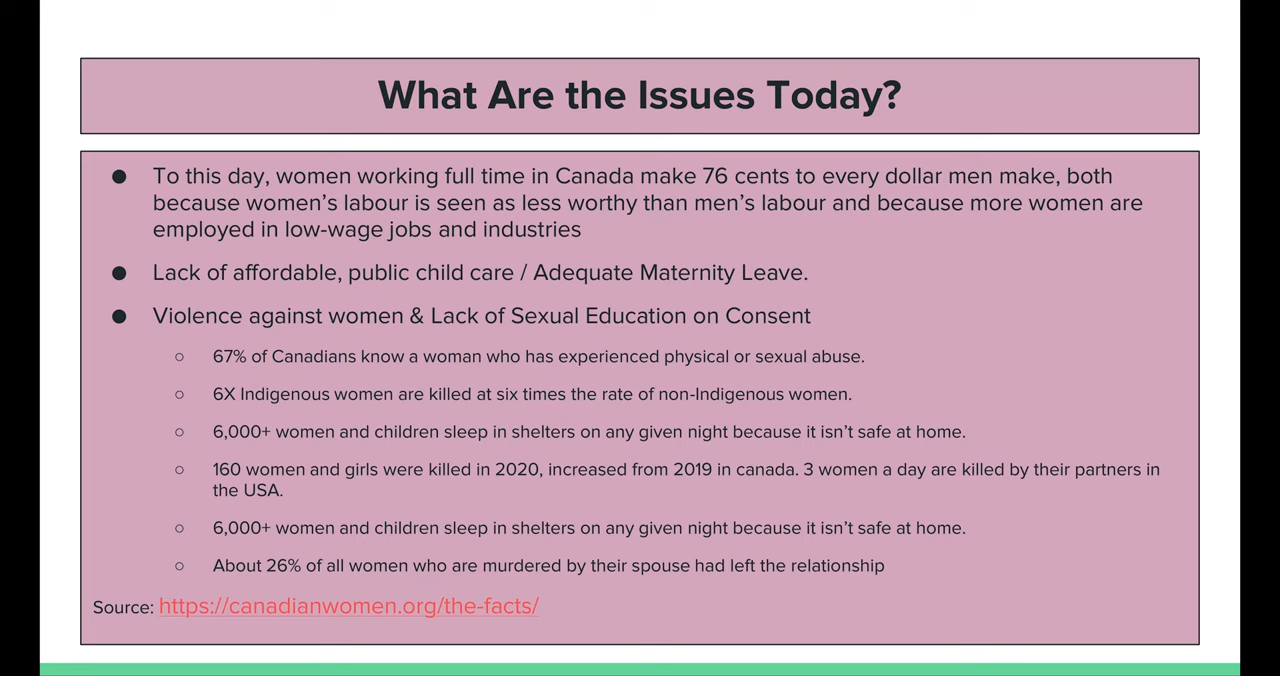 What Are the Issues Today?
● To this day, women working full time in Canada make 76 cents to every dollar men make, both
because women’s labour is seen as less worthy than men’s labour and because more women are
employed in low-wage jobs and industries
● Lack of affordable, public child care / Adequate Maternity Leave.
● Violence against women & Lack of Sexual Education on Consent
○ 67% of Canadians know a woman who has experienced physical or sexual abuse.
○ 6X Indigenous women are killed at six times the rate of non-Indigenous women.
○ 6,000+ women and children sleep in shelters on any given night because it isn’t safe at home.
○ 160 women and girls were killed in 2020, increased from 2019 in canada. 3 women a day are killed by their partners in
the USA.
○ 6,000+ women and children sleep in shelters on any given night because it isn’t safe at home.
○ About 26% of all women who are murdered by their spouse had left the relationship
Source: https://canadianwomen.org/the-facts/